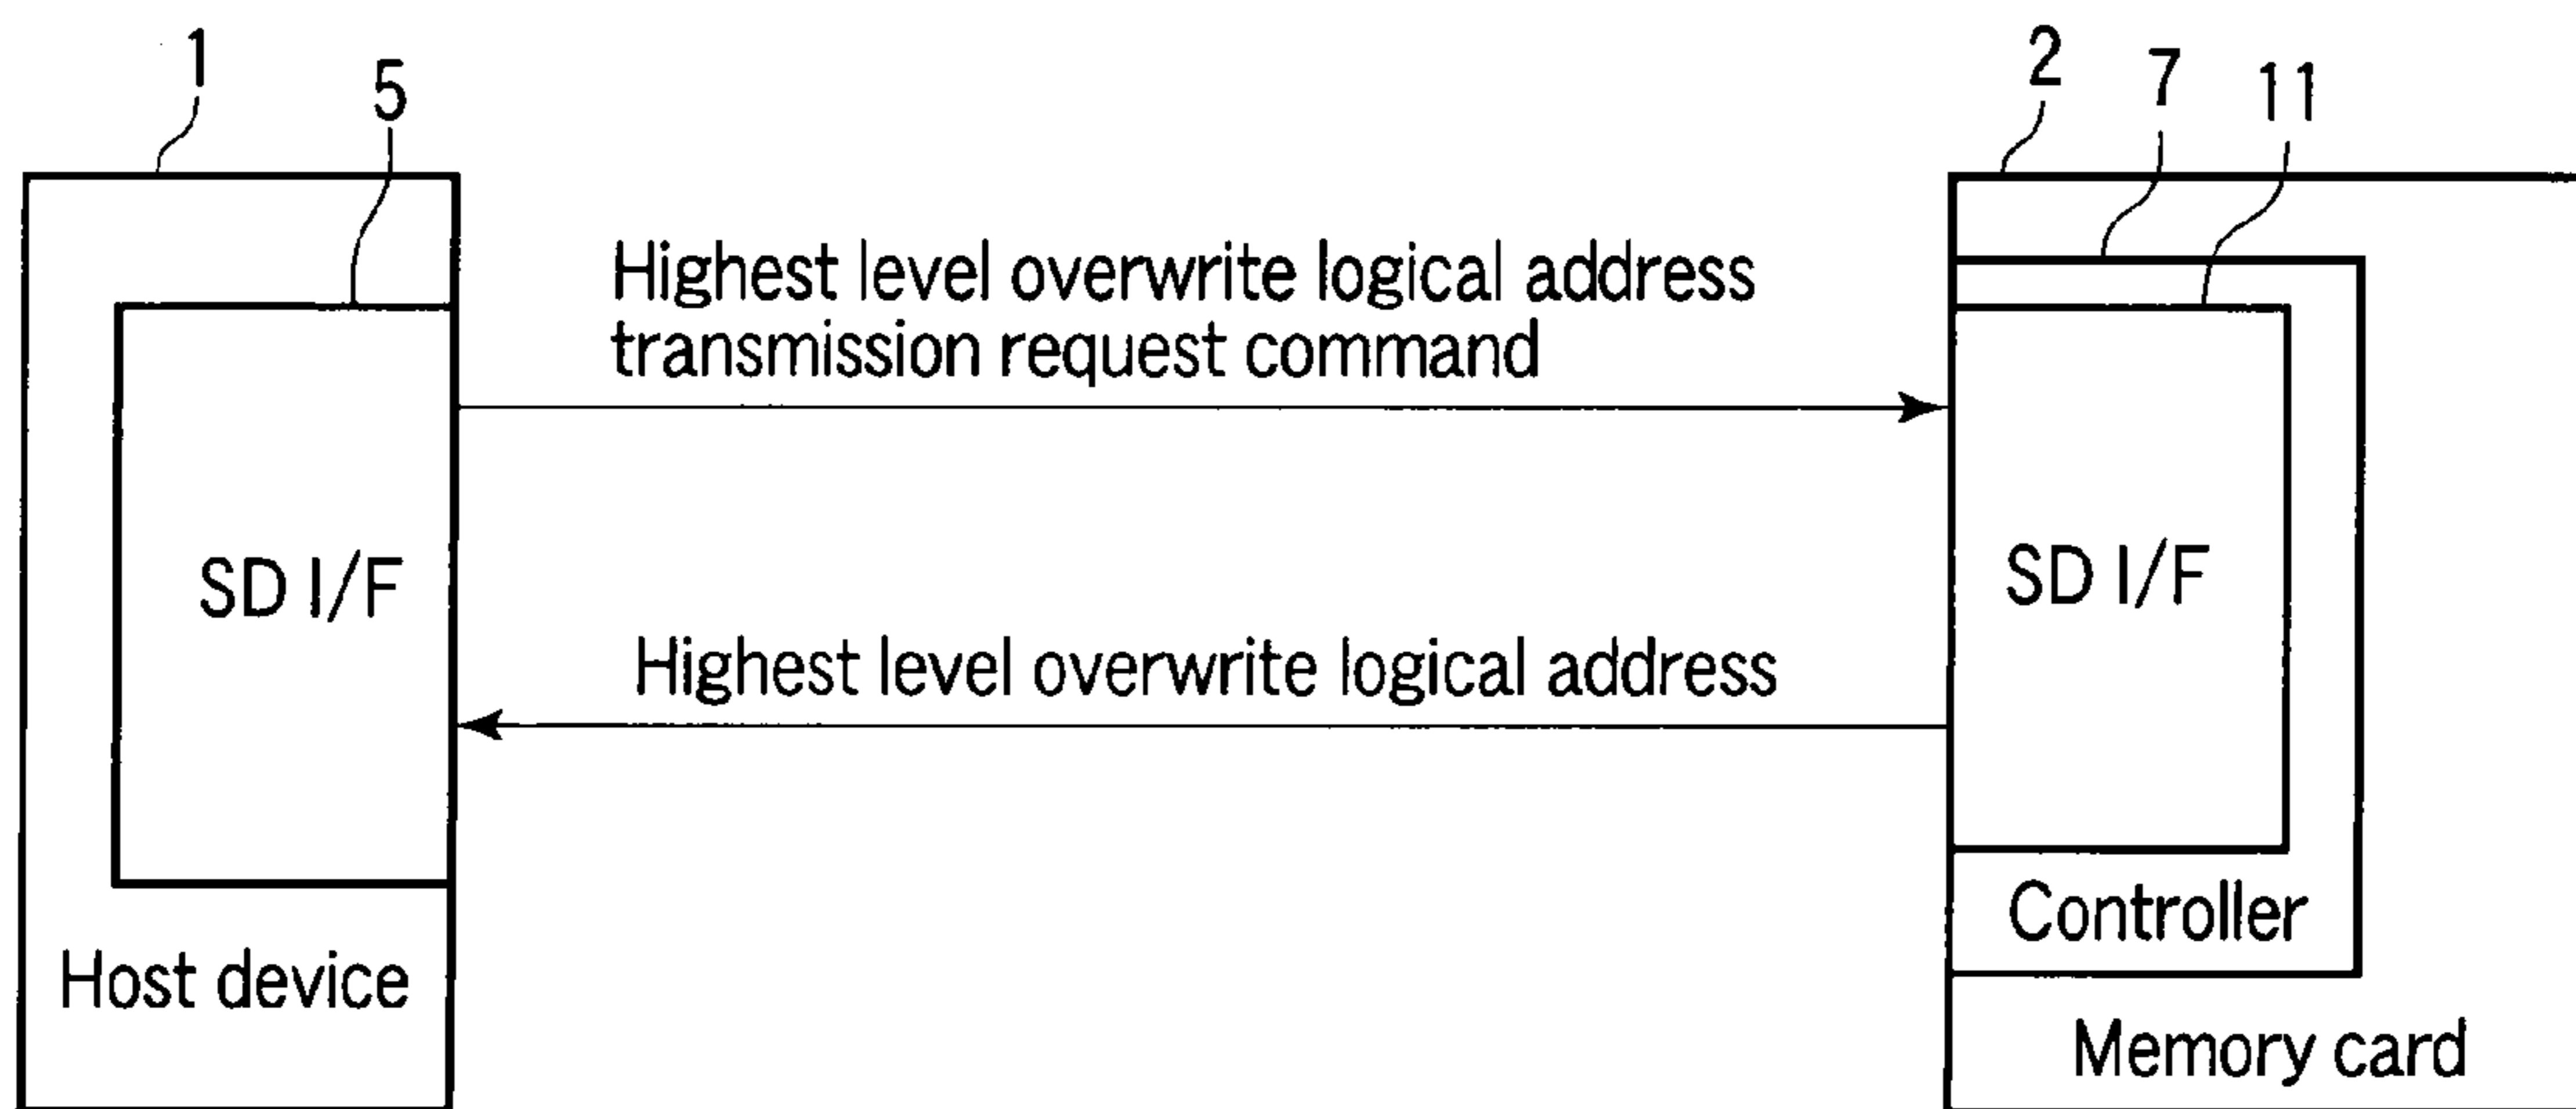 1
5
2
7
11
Highest level overwrite logical address
transmission request command
SD I/F
SD I/F
Highest level overwrite logical address
Controller
Host device
Memory card